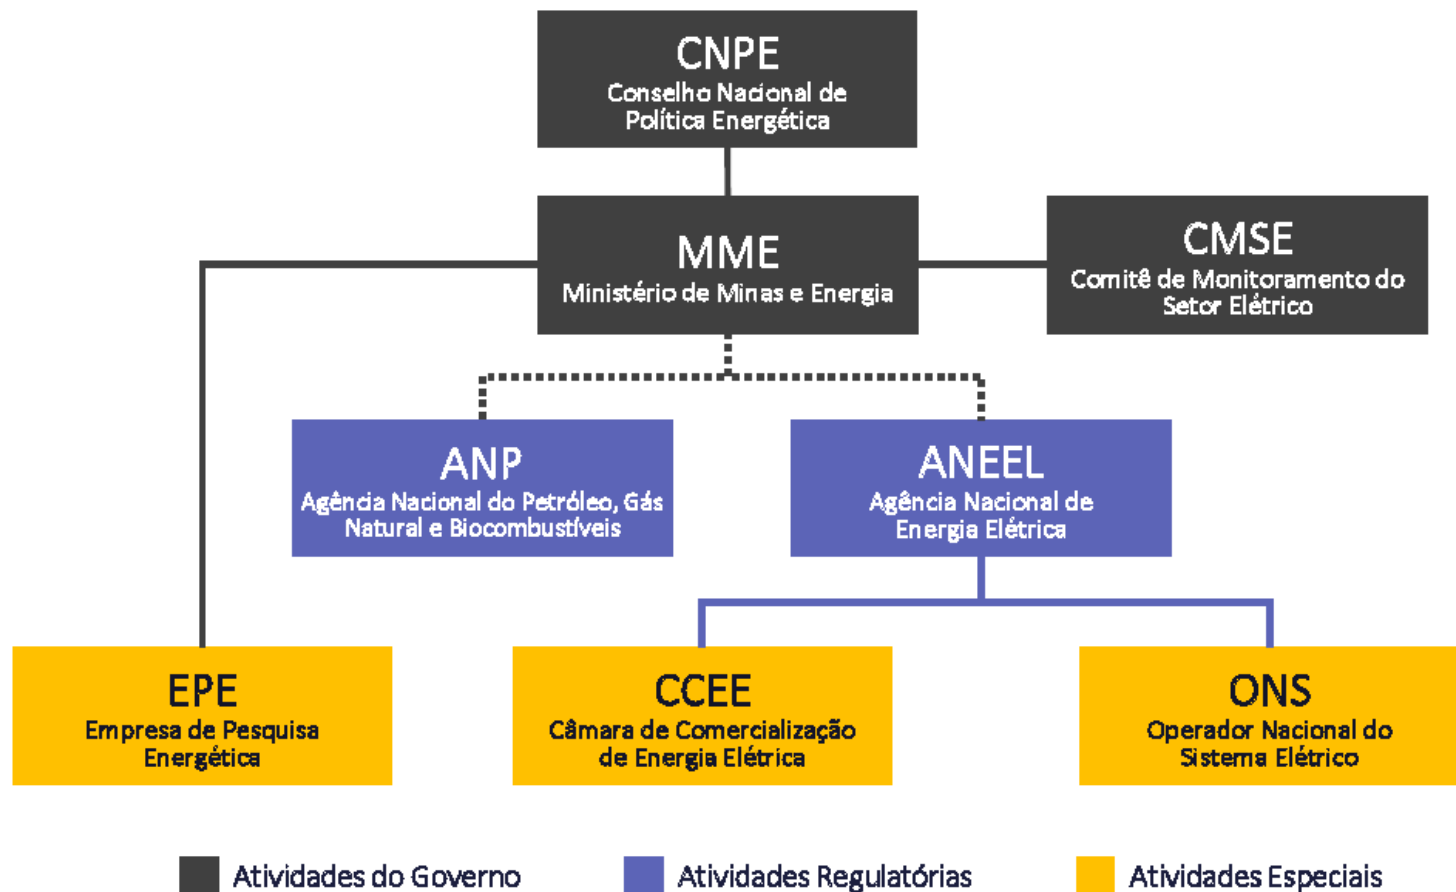 CNPE
Conselho Nacional de
Política Energética
MME
Ministério de Minas e Energia
CMSE
Comitê de Monitoramento do
Setor Elétrico
ANP
Agência Nacional do Petróleo, Gás
Natural e Biocombustíveis
ANEEL
Agência Nacional de
Energia Elétrica
EPE
Empresa de Pesquisa
Energética
CCEE
Câmara de Comercialização
de Energia Elétrica
ONS
Operador Nacional do
Sistema Elétrico
Atividades do Governo
Atividades Regulatórias
Atividades Especiais